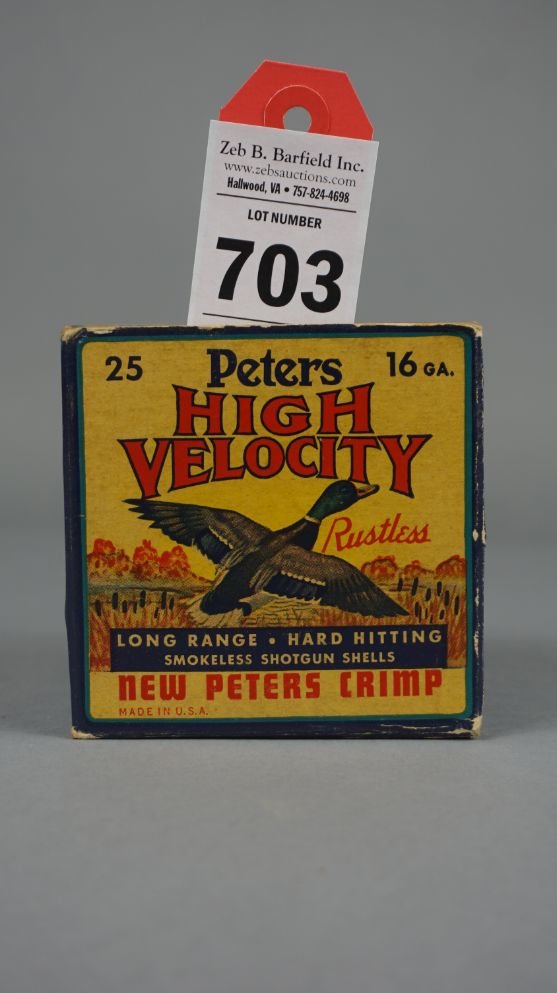 Zeb B. Barfield Inc.
www.zebsauctions.com
Hallwood, VA • 757-824-4698
LOT NUMBER
703
25 Peters 16 GA.
HIGH
VELOCITY
Rustless
LONG RANGE • HARD HITTING
SMOKELESS SHOTGUN SHELLS
NEW PETERS CRIMP
MADE IN U.S.A.